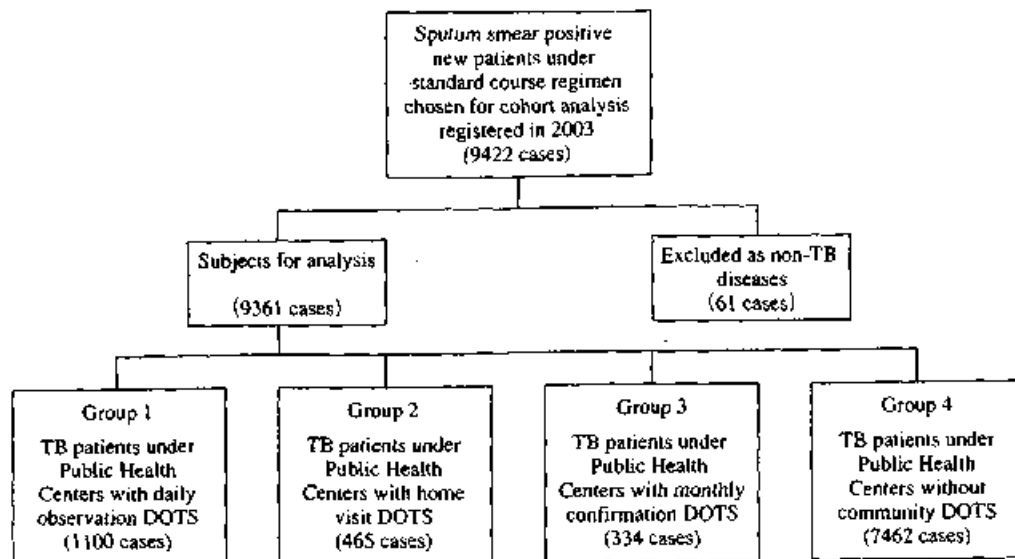 Sputum smear positive
new patients under
standard course regimen
chosen for cohort analysis
registered in 2003
(9422 cases)
Subjects for analysis
(9361 cases)
Excluded as non-TB
diseases
(61 cases)
Group 1
TB patients under
Public Health
Centers with daily
observation DOTS
(1100 cases)
Group 2
TB patients under
Public Health
Centers with home
visit DOTS
(465 cases)
Group 3
TB patients under
Public Health
Centers with monthly
confirmation DOTS
(334 cases)
Group 4
TB patients under
Public Health
Centers without
community DOTS
(7462 cases)